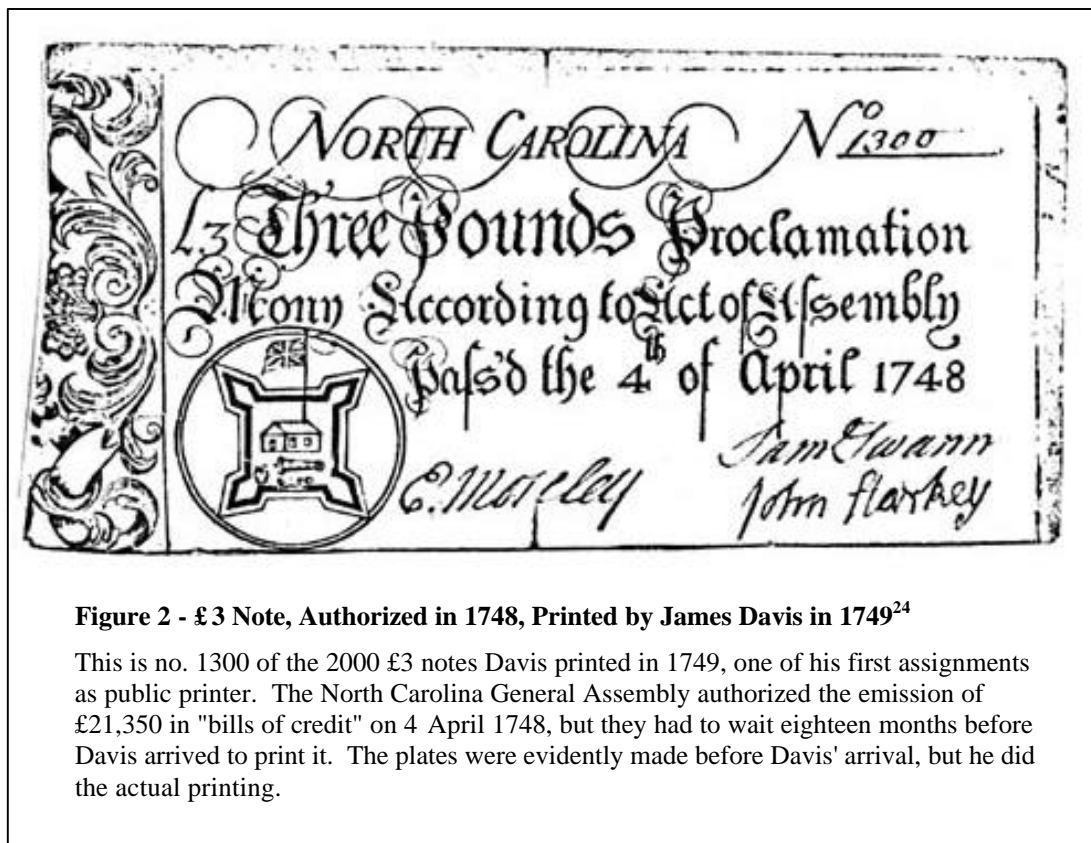 NORTH CAROLINA No 1300
£3 Three Pounds Proclamation
Mony According to Act of Aſsembly
Paſs'd the 4th of April 1748
Sam Swann
E. Moseley
John Starkey
Figure 2 - £3 Note, Authorized in 1748, Printed by James Davis in 1749²⁴
This is no. 1300 of the 2000 £3 notes Davis printed in 1749, one of his first assignments
as public printer. The North Carolina General Assembly authorized the emission of
£21,350 in "bills of credit" on 4 April 1748, but they had to wait eighteen months before
Davis arrived to print it. The plates were evidently made before Davis' arrival, but he did
the actual printing.